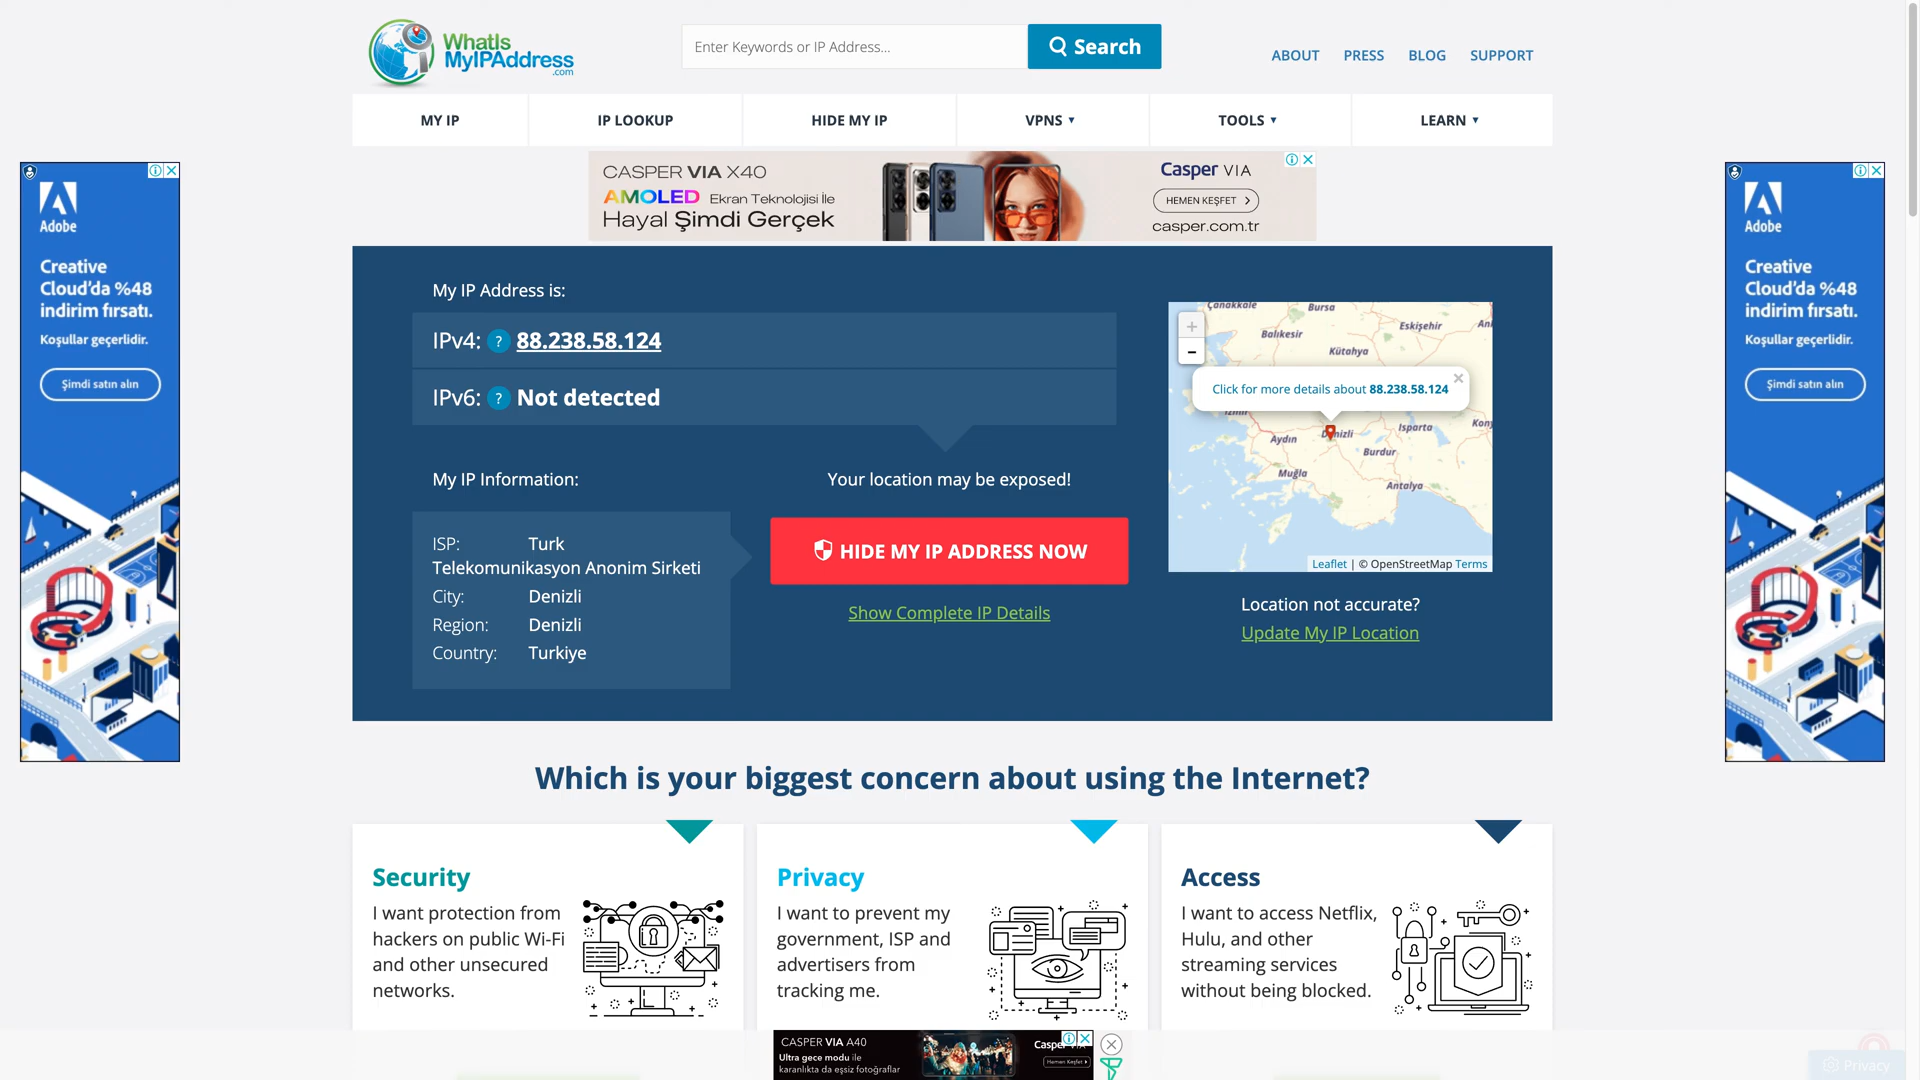 WhatIs
MyIPAddress
.com
Enter Keywords or IP Address...
Search
ABOUT
PRESS
BLOG
SUPPORT
MY IP
IP LOOKUP
HIDE MY IP
VPNS
TOOLS
LEARN
CASPER VIA X40
AMOLED Ekran Teknolojisi İle
Hayal Şimdi Gerçek
Casper VIA
HEMEN KEŞFET
casper.com.tr
Adobe
Creative
Cloud'da %48
indirim fırsatı.
Koşullar geçerlidir.
Şimdi satın alın
My IP Address is:
IPv4: ? 88.238.58.124
IPv6: ? Not detected
My IP Information:
ISP: Turk
Telekomunikasyon Anonim Sirketi
City: Denizli
Region: Denizli
Country: Turkiye
Your location may be exposed!
HIDE MY IP ADDRESS NOW
Show Complete IP Details
Çanakkale
Bursa
Balıkesir
Eskişehir
Kütahya
+
-
Click for more details about 88.238.58.124
×
İzmir
Aydın
Denizli
Isparta
Burdur
Muğla
Antalya
Leaflet | © OpenStreetMap Terms
Location not accurate?
Update My IP Location
Adobe
Creative
Cloud'da %48
indirim fırsatı.
Koşullar geçerlidir.
Şimdi satın alın
Which is your biggest concern about using the Internet?
Security
I want protection from
hackers on public Wi-Fi
and other unsecured
networks.
Privacy
I want to prevent my
government, ISP and
advertisers from
tracking me.
Access
I want to access Netflix,
Hulu, and other
streaming services
without being blocked.
CASPER VIA A40
Ultra gece modu ile
karanlıkta da eşsiz fotoğraflar
Casper
Hemen Keşfet
Privacy